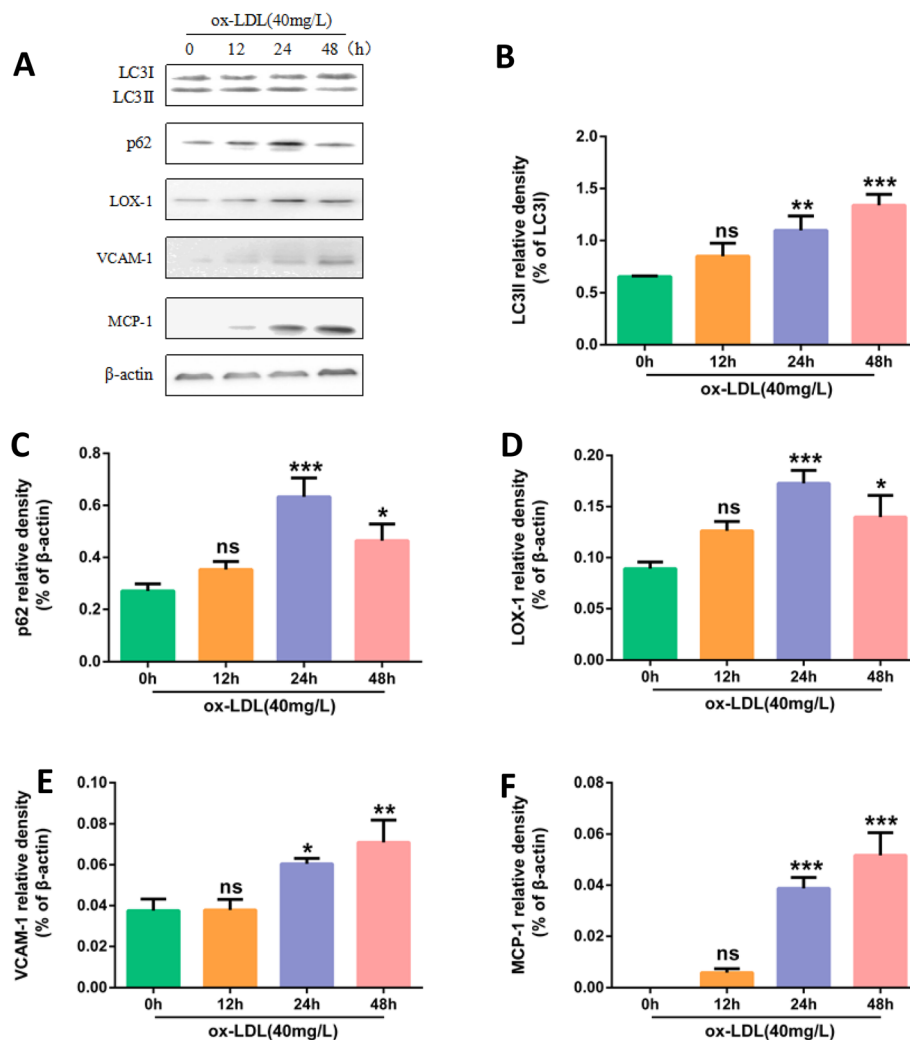 A
ox-LDL(40mg/L)
0 12 24 48 (h)
LC3I
LC3II
p62
LOX-1
VCAM-1
MCP-1
β-actin
B
LC3II relative density
(% of LC3I)
2.0
1.5
1.0
0.5
0.0
ns ** ***
0h 12h 24h 48h
ox-LDL(40mg/L)
C
p62 relative density
(% of β-actin)
0.8
0.6
0.4
0.2
0.0
ns *** *
0h 12h 24h 48h
ox-LDL(40mg/L)
D
LOX-1 relative density
(% of β-actin)
0.20
0.15
0.10
0.05
0.00
ns *** *
0h 12h 24h 48h
ox-LDL(40mg/L)
E
VCAM-1 relative density
(% of β-actin)
0.10
0.08
0.06
0.04
0.02
0.00
ns * **
0h 12h 24h 48h
ox-LDL(40mg/L)
F
MCP-1 relative density
(% of β-actin)
0.08
0.06
0.04
0.02
0.00
ns *** ***
0h 12h 24h 48h
ox-LDL(40mg/L)